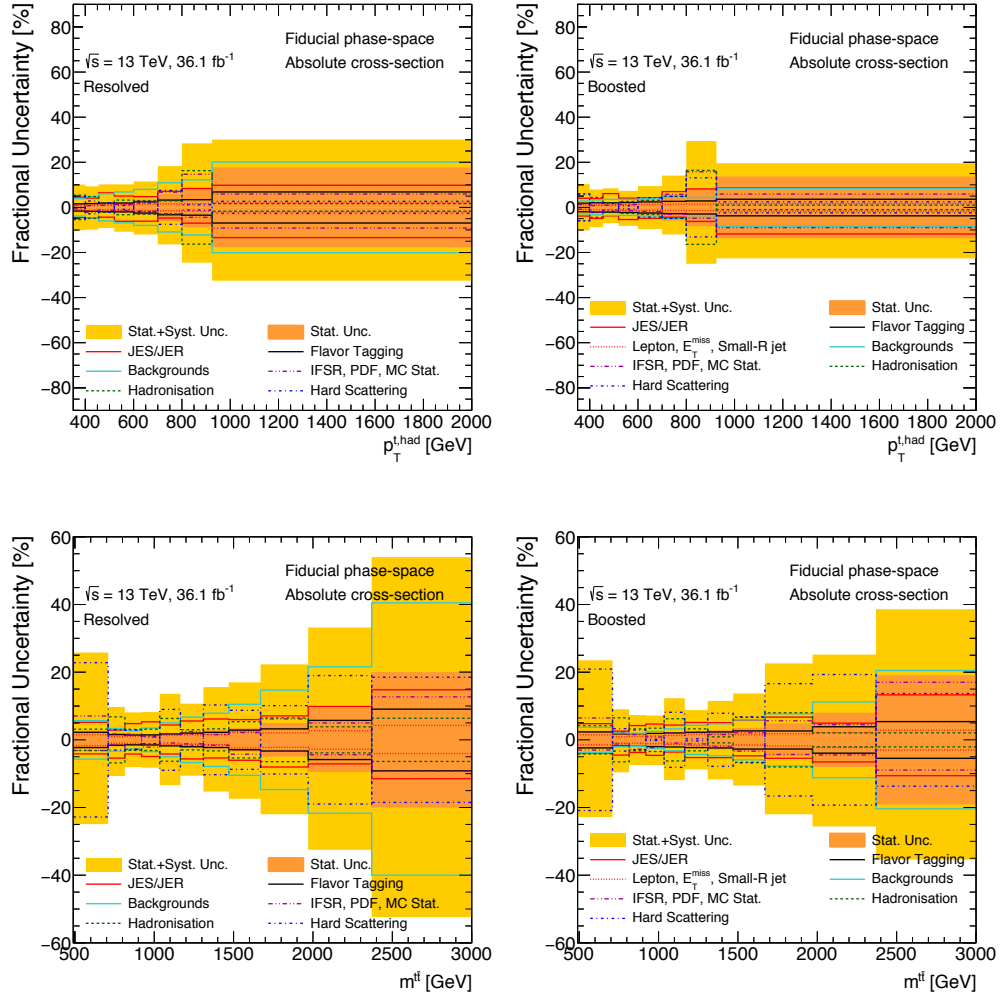 Fractional Uncertainty [%]
80
60
40
20
0
−20
−40
−60
−80
Fiducial phase-space
√s = 13 TeV, 36.1 fb⁻¹ Absolute cross-section
Resolved
Stat.+Syst. Unc. Stat. Unc.
JES/JER Flavor Tagging
Backgrounds IFSR, PDF, MC Stat.
Hadronisation Hard Scattering
400 600 800 1000 1200 1400 1600 1800 2000
p_T^{t,had} [GeV]
Fractional Uncertainty [%]
80
60
40
20
0
−20
−40
−60
−80
Fiducial phase-space
√s = 13 TeV, 36.1 fb⁻¹ Absolute cross-section
Boosted
Stat.+Syst. Unc. Stat. Unc.
JES/JER Flavor Tagging
Lepton, E_T^{miss}, Small-R jet Backgrounds
IFSR, PDF, MC Stat. Hadronisation
Hard Scattering
400 600 800 1000 1200 1400 1600 1800 2000
p_T^{t,had} [GeV]
Fractional Uncertainty [%]
60
40
20
0
−20
−40
−60
Fiducial phase-space
√s = 13 TeV, 36.1 fb⁻¹ Absolute cross-section
Resolved
Stat.+Syst. Unc. Stat. Unc.
JES/JER Flavor Tagging
Backgrounds IFSR, PDF, MC Stat.
Hadronisation Hard Scattering
500 1000 1500 2000 2500 3000
m^{tt̄} [GeV]
Fractional Uncertainty [%]
60
40
20
0
−20
−40
−60
Fiducial phase-space
√s = 13 TeV, 36.1 fb⁻¹ Absolute cross-section
Boosted
Stat.+Syst. Unc. Stat. Unc.
JES/JER Flavor Tagging
Lepton, E_T^{miss}, Small-R jet Backgrounds
IFSR, PDF, MC Stat. Hadronisation
Hard Scattering
500 1000 1500 2000 2500 3000
m^{tt̄} [GeV]